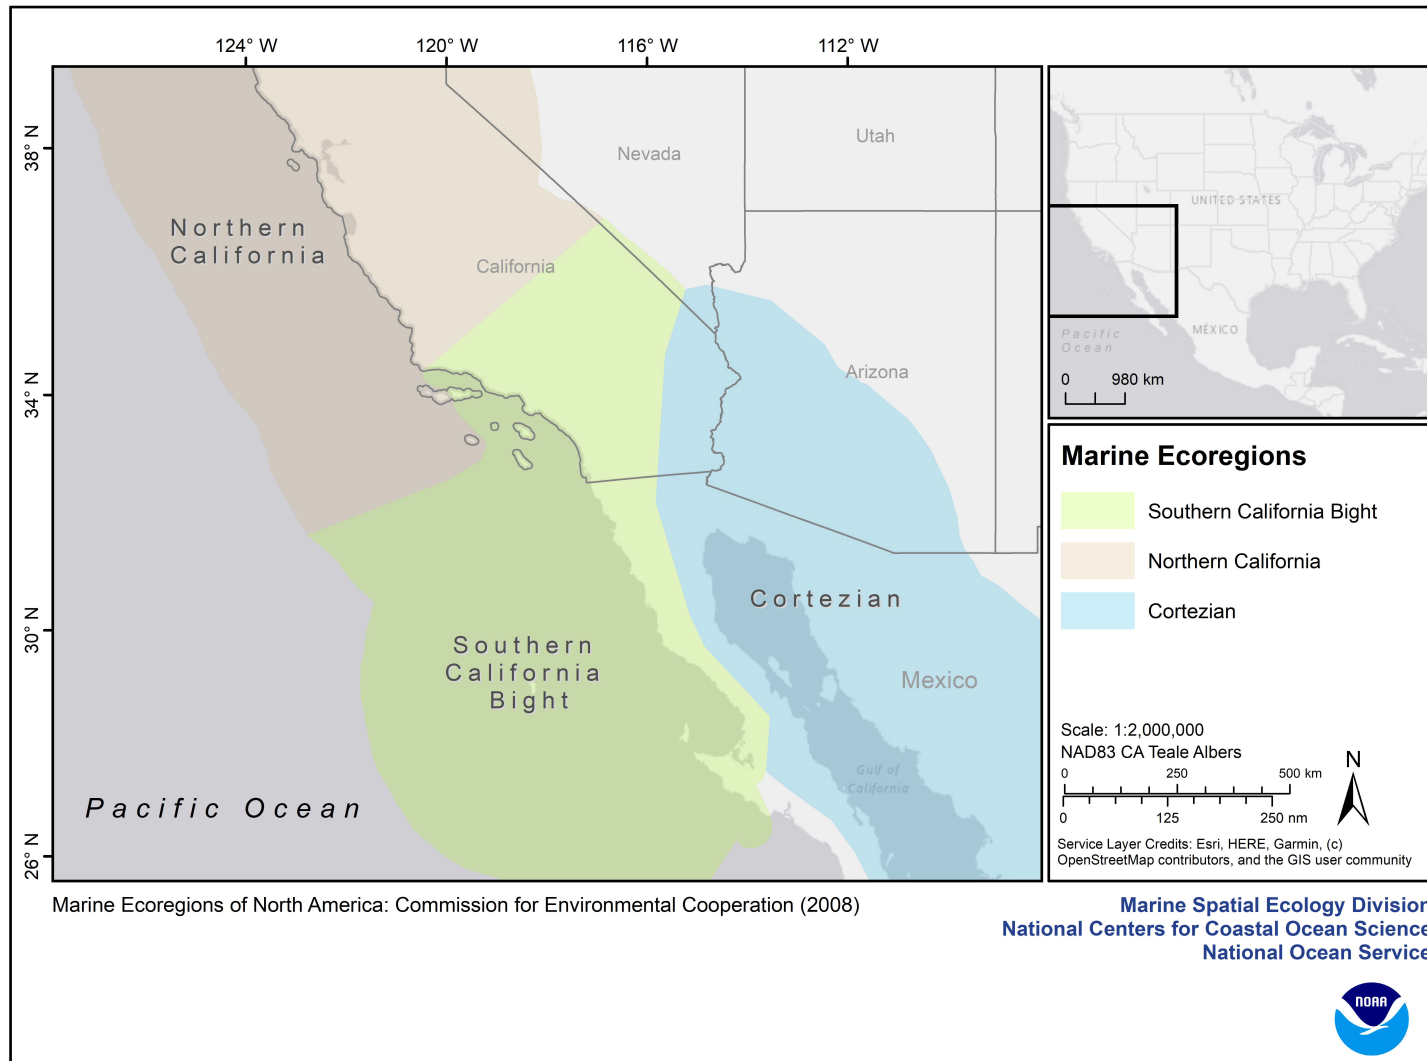 124° W
120° W
116° W
112° W
38° N
34° N
30° N
26° N
Nevada
Utah
Northern
California
California
Arizona
Cortezian
Southern
California
Bight
Mexico
Gulf of
California
Pacific Ocean
UNITED STATES
MÉXICO
Pacific
Ocean
0 980 km
Marine Ecoregions
Southern California Bight
Northern California
Cortezian
Scale: 1:2,000,000
NAD83 CA Teale Albers
0 250 500 km
0 125 250 nm
N
Service Layer Credits: Esri, HERE, Garmin, (c)
OpenStreetMap contributors, and the GIS user community
Marine Ecoregions of North America: Commission for Environmental Cooperation (2008)
Marine Spatial Ecology Division
National Centers for Coastal Ocean Science
National Ocean Service
NOAA